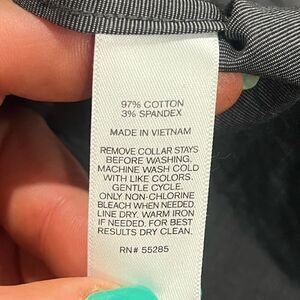 97% COTTON
3% SPANDEX
MADE IN VIETNAM
REMOVE COLLAR STAYS
BEFORE WASHING.
MACHINE WASH COLD
WITH LIKE COLORS.
GENTLE CYCLE.
ONLY NON-CHLORINE
BLEACH WHEN NEEDED.
LINE DRY. WARM IRON
IF NEEDED. FOR BEST
RESULTS DRY CLEAN.
RN# 55285